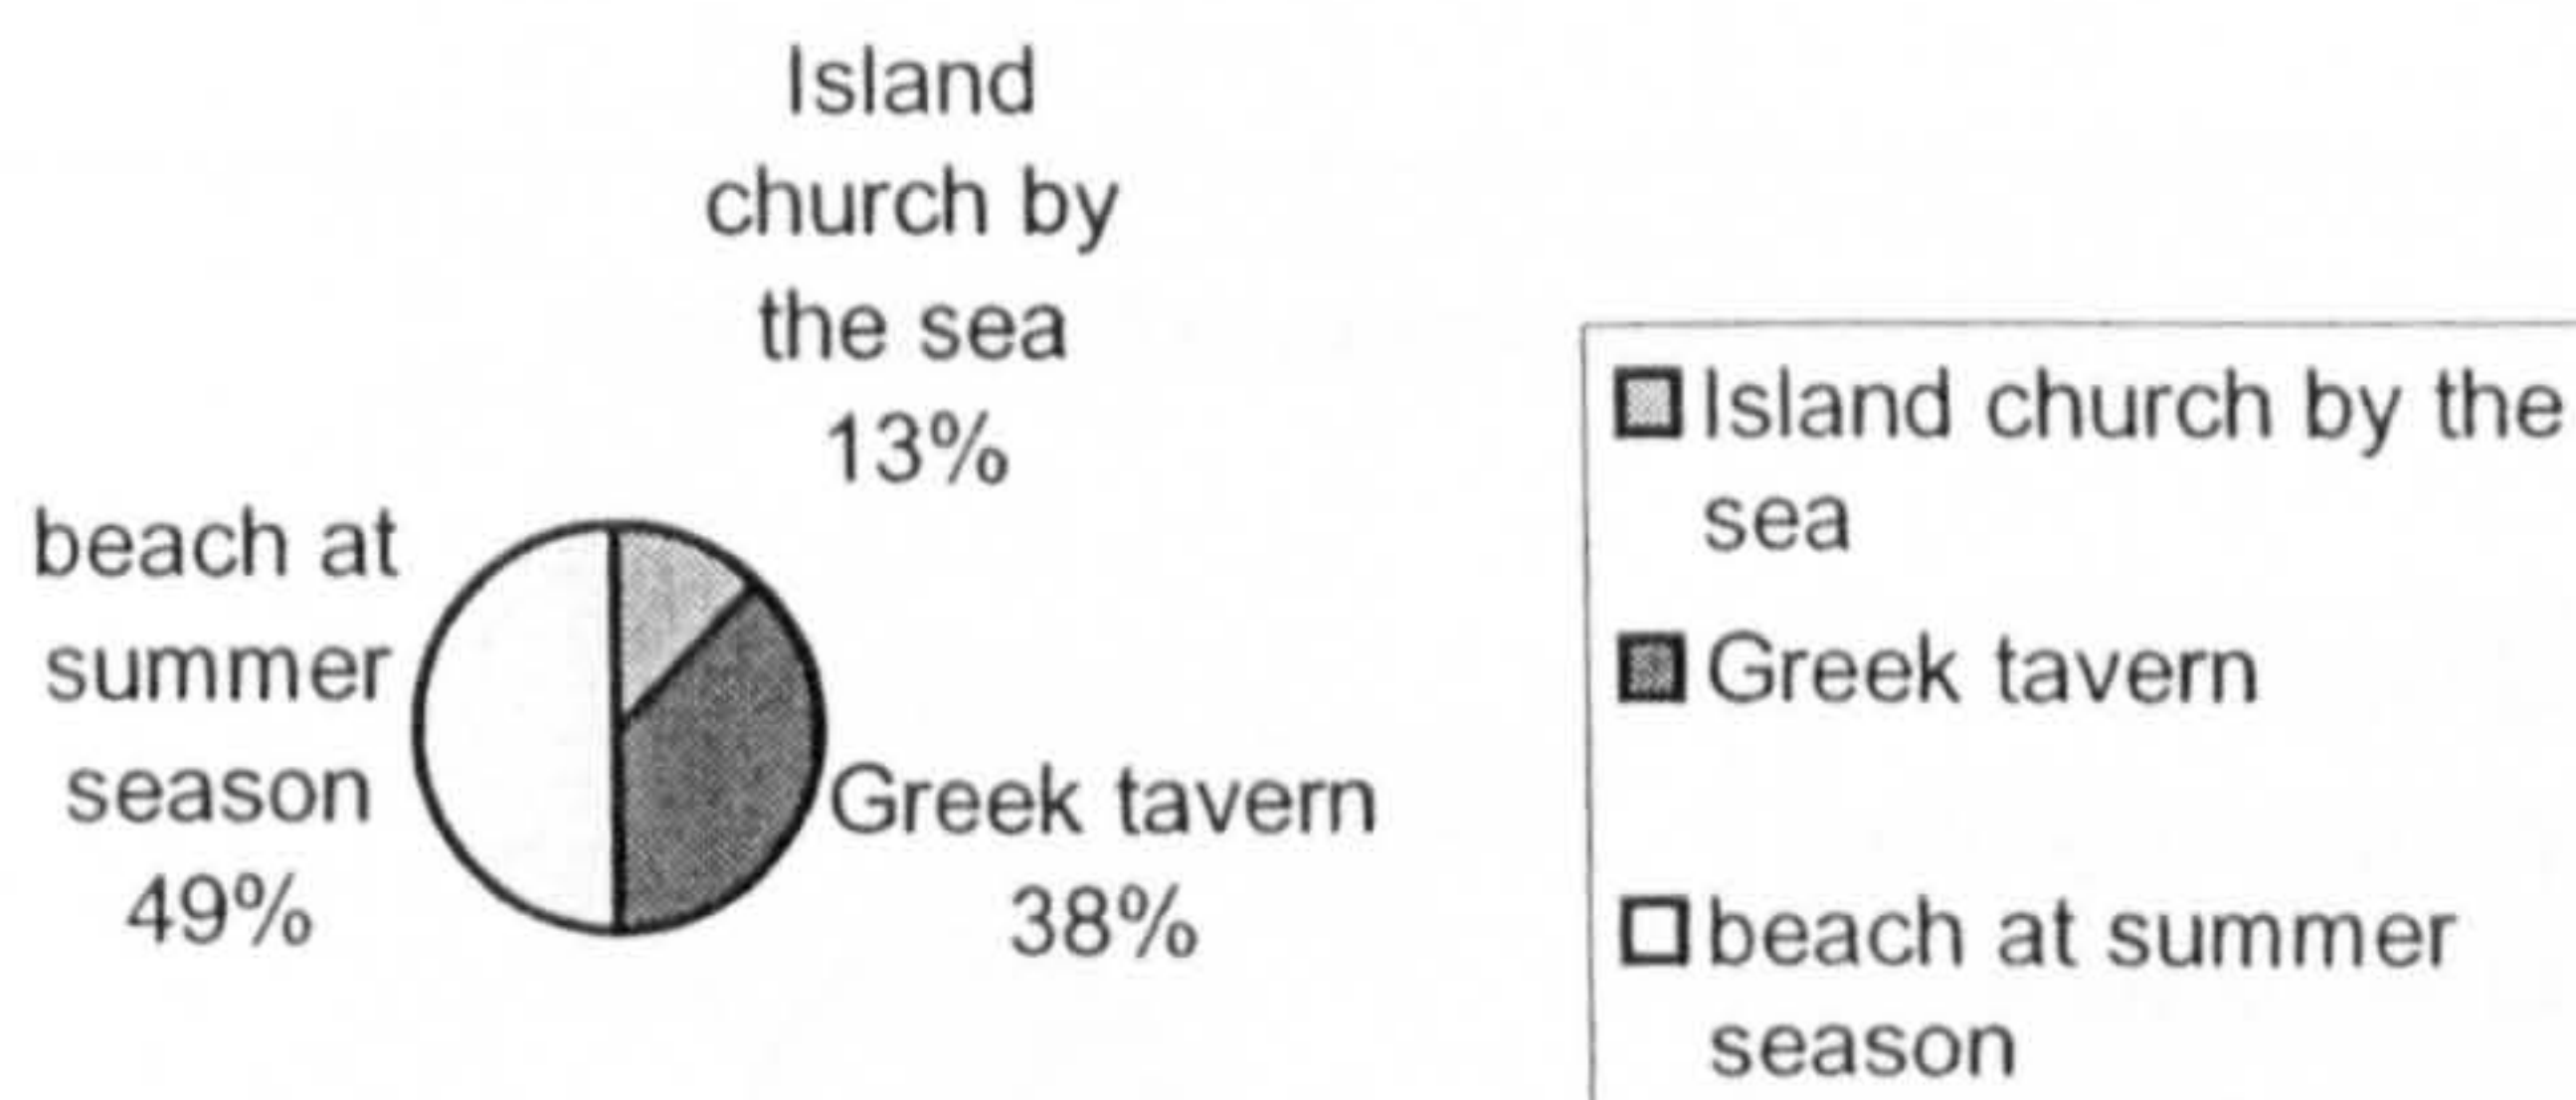 Island
church by
the sea
13%
beach at
summer
season
49%
Greek tavern
38%
Island church by the
sea
Greek tavern
beach at summer
season